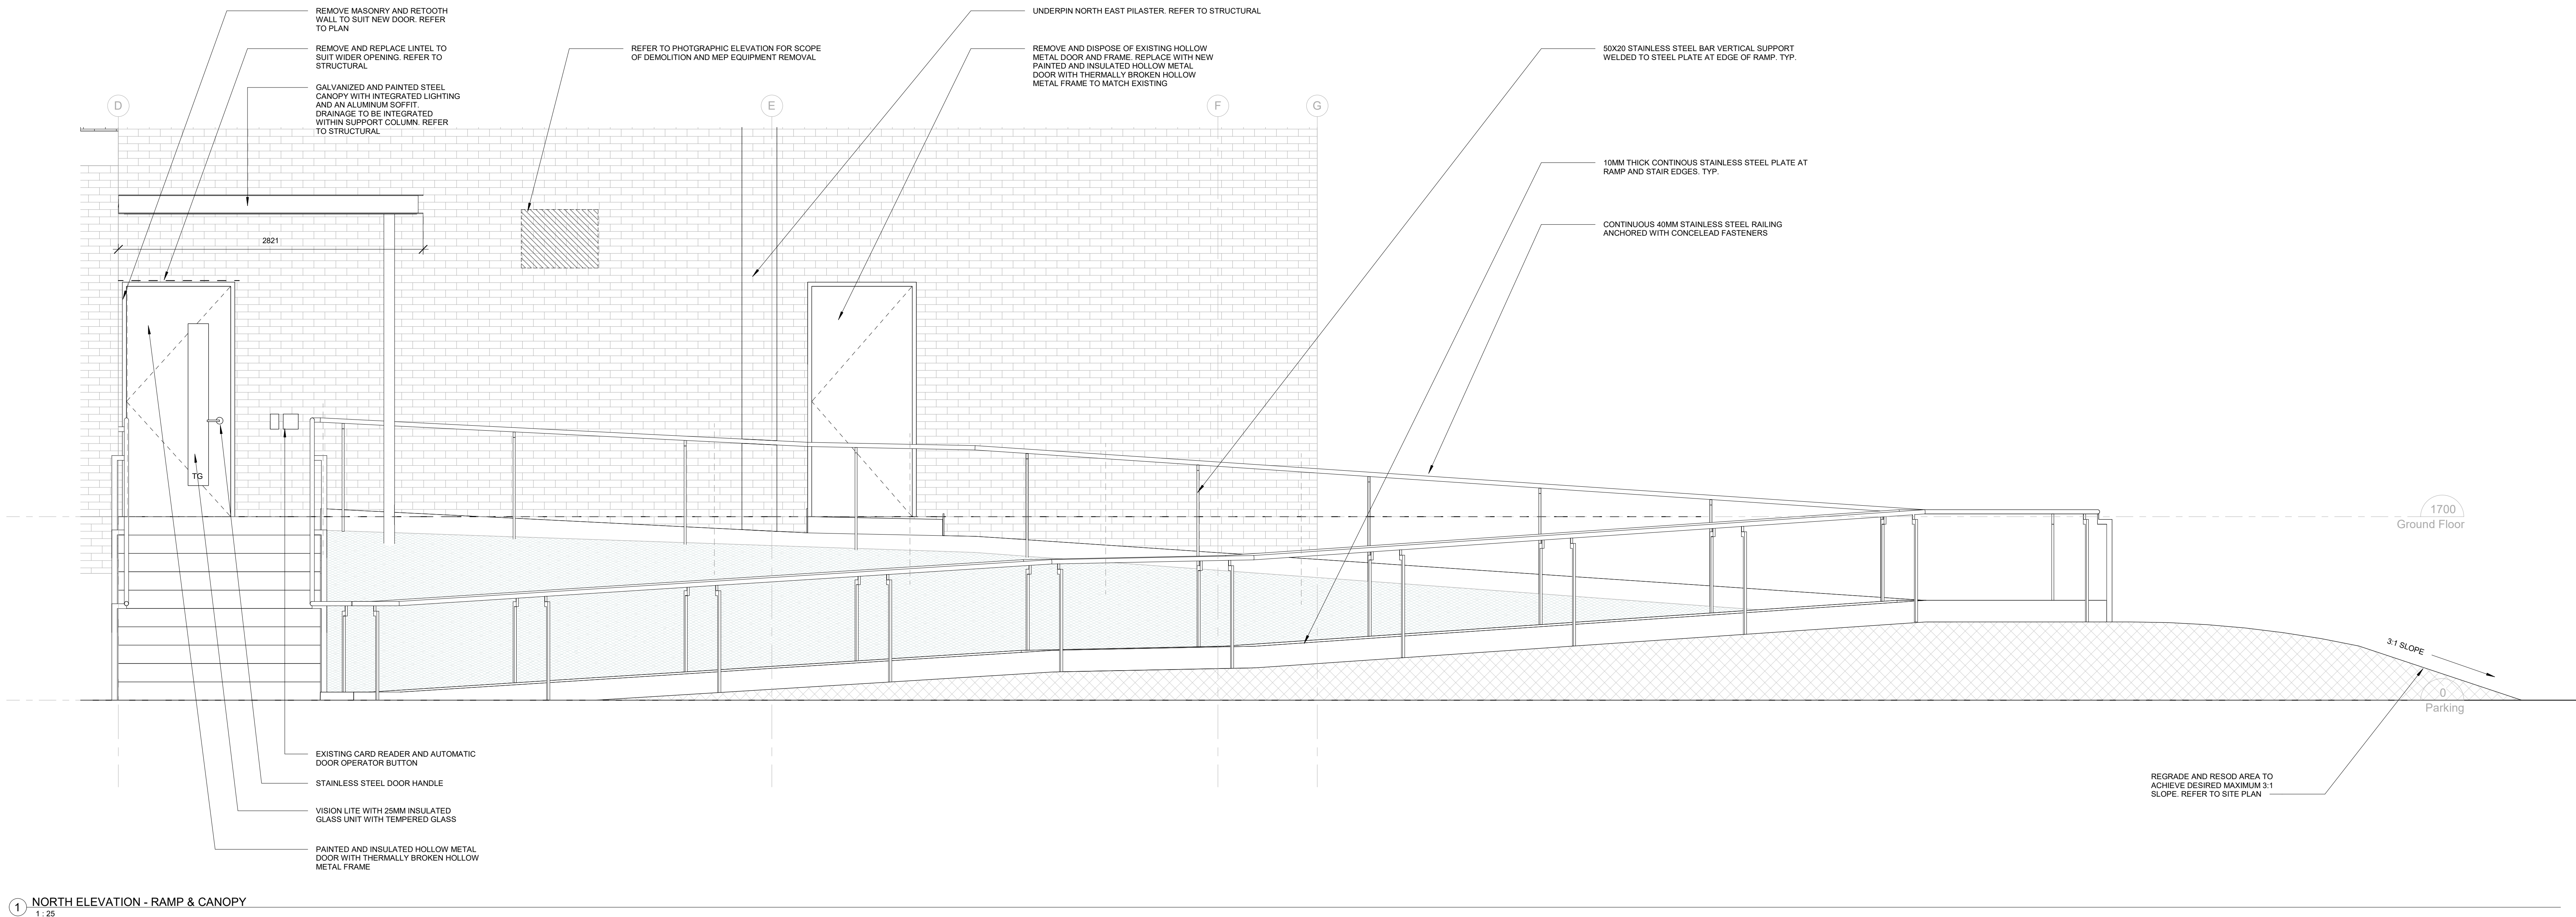 REMOVE MASONRY AND RETOOTH
WALL TO SUIT NEW DOOR. REFER
TO PLAN
REMOVE AND REPLACE LINTEL TO
SUIT WIDER OPENING. REFER TO
STRUCTURAL
GALVANIZED AND PAINTED STEEL
CANOPY WITH INTEGRATED LIGHTING
AND AN ALUMINUM SOFFIT.
DRAINAGE TO BE INTEGRATED
WITHIN SUPPORT COLUMN. REFER
TO STRUCTURAL
REFER TO PHOTGRAPHIC ELEVATION FOR SCOPE
OF DEMOLITION AND MEP EQUIPMENT REMOVAL
UNDERPIN NORTH EAST PILASTER. REFER TO STRUCTURAL
REMOVE AND DISPOSE OF EXISTING HOLLOW
METAL DOOR AND FRAME. REPLACE WITH NEW
PAINTED AND INSULATED HOLLOW METAL
DOOR WITH THERMALLY BROKEN HOLLOW
METAL FRAME TO MATCH EXISTING
50X20 STAINLESS STEEL BAR VERTICAL SUPPORT
WELDED TO STEEL PLATE AT EDGE OF RAMP. TYP.
D
E
F
G
10MM THICK CONTINOUS STAINLESS STEEL PLATE AT
RAMP AND STAIR EDGES. TYP.
CONTINUOUS 40MM STAINLESS STEEL RAILING
ANCHORED WITH CONCELEAD FASTENERS
2821
TG
1700
Ground Floor
3:1 SLOPE
0
Parking
EXISTING CARD READER AND AUTOMATIC
DOOR OPERATOR BUTTON
STAINLESS STEEL DOOR HANDLE
VISION LITE WITH 25MM INSULATED
GLASS UNIT WITH TEMPERED GLASS
PAINTED AND INSULATED HOLLOW METAL
DOOR WITH THERMALLY BROKEN HOLLOW
METAL FRAME
REGRADE AND RESOD AREA TO
ACHIEVE DESIRED MAXIMUM 3:1
SLOPE. REFER TO SITE PLAN
1 NORTH ELEVATION - RAMP & CANOPY
1 : 25